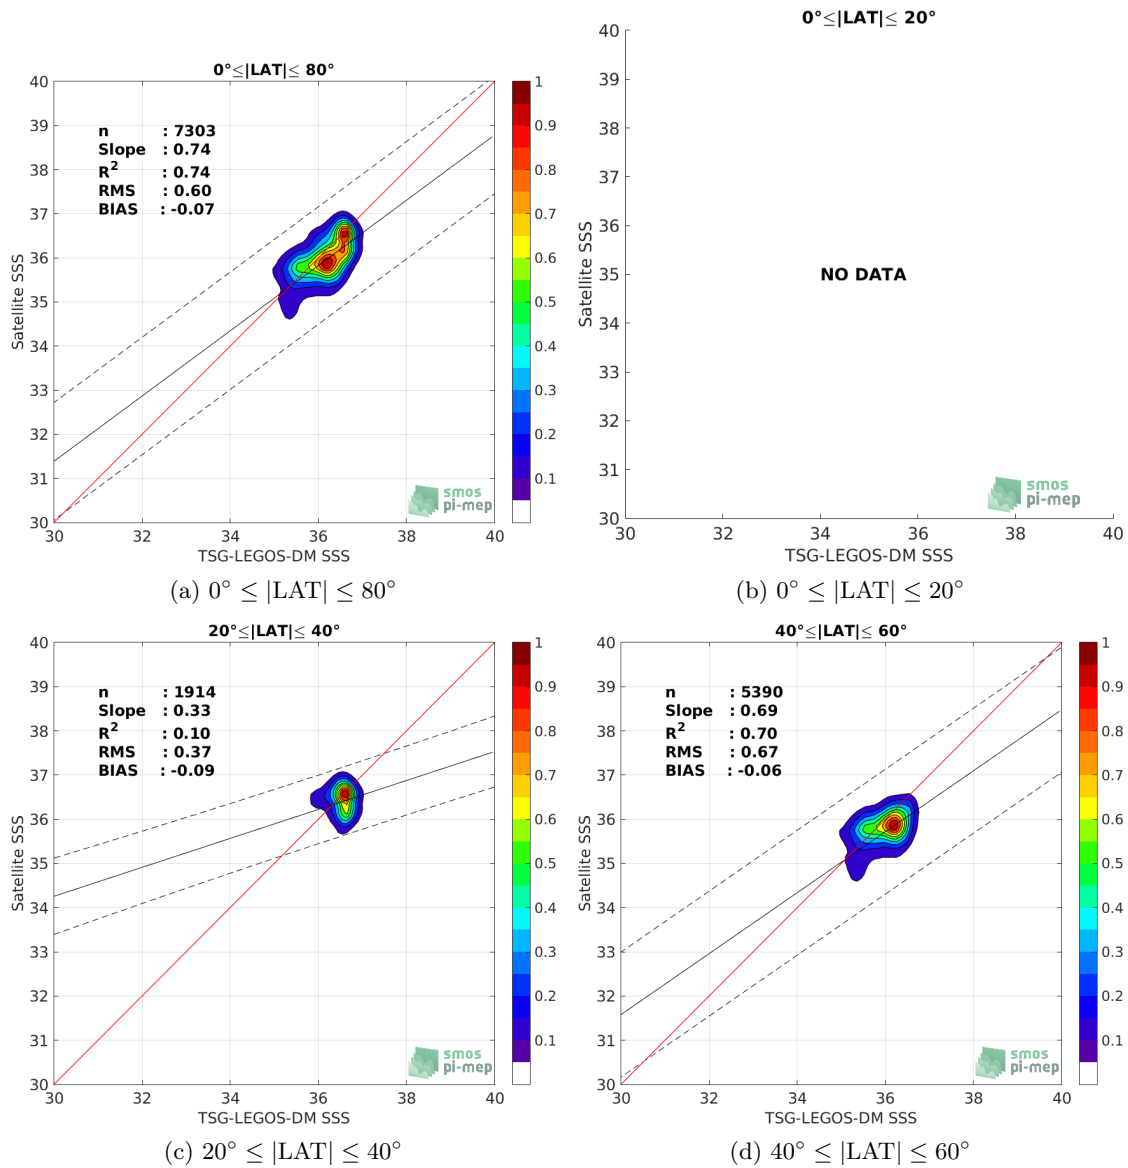 0°≤|LAT|≤ 80°
40
39
38
37
36
35
34
33
32
31
30
30 32 34 36 38 40
Satellite SSS
TSG-LEGOS-DM SSS
n : 7303
Slope : 0.74
R² : 0.74
RMS : 0.60
BIAS : -0.07
1
0.9
0.8
0.7
0.6
0.5
0.4
0.3
0.2
0.1
smos
pi-mep
(a) 0° ≤ |LAT| ≤ 80°
0°≤|LAT|≤ 20°
40
39
38
37
36
35
34
33
32
31
30
30 32 34 36 38 40
Satellite SSS
TSG-LEGOS-DM SSS
NO DATA
smos
pi-mep
(b) 0° ≤ |LAT| ≤ 20°
20°≤|LAT|≤ 40°
40
39
38
37
36
35
34
33
32
31
30
30 32 34 36 38 40
Satellite SSS
TSG-LEGOS-DM SSS
n : 1914
Slope : 0.33
R² : 0.10
RMS : 0.37
BIAS : -0.09
1
0.9
0.8
0.7
0.6
0.5
0.4
0.3
0.2
0.1
smos
pi-mep
(c) 20° ≤ |LAT| ≤ 40°
40°≤|LAT|≤ 60°
40
39
38
37
36
35
34
33
32
31
30
30 32 34 36 38 40
Satellite SSS
TSG-LEGOS-DM SSS
n : 5390
Slope : 0.69
R² : 0.70
RMS : 0.67
BIAS : -0.06
1
0.9
0.8
0.7
0.6
0.5
0.4
0.3
0.2
0.1
smos
pi-mep
(d) 40° ≤ |LAT| ≤ 60°